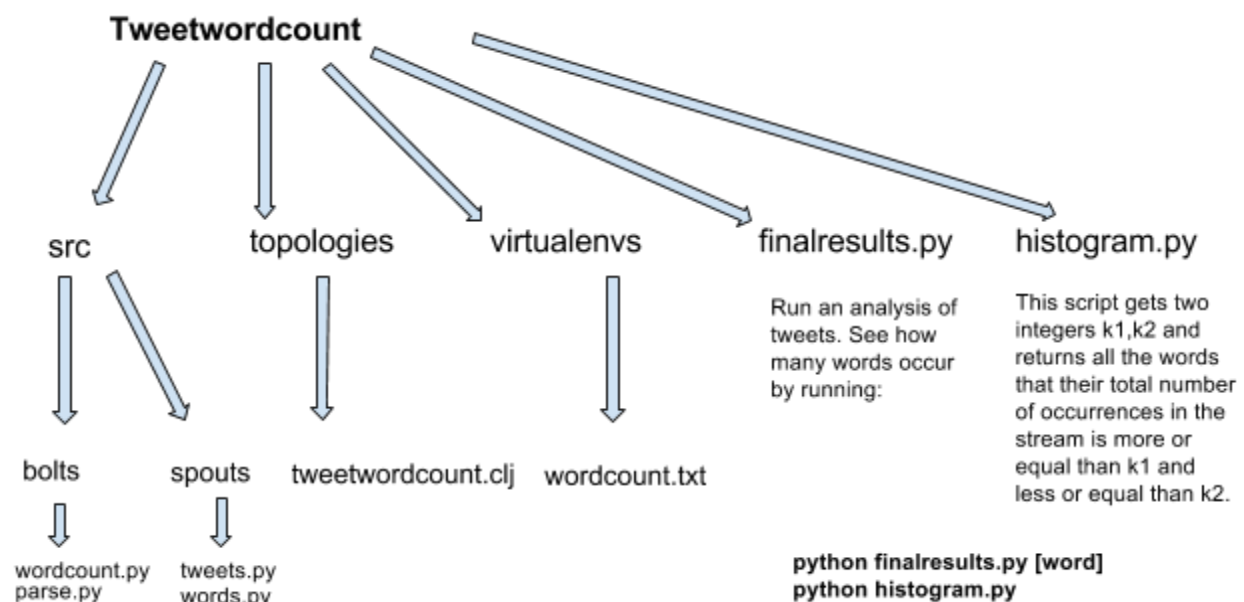 Tweetwordcount
src
topologies
virtualenvs
finalresults.py
histogram.py
Run an analysis of
tweets. See how
many words occur
by running:
This script gets two
integers k1,k2 and
returns all the words
that their total number
of occurrences in the
stream is more or
equal than k1 and
less or equal than k2.
bolts
spouts
tweetwordcount.clj
wordcount.txt
wordcount.py
parse.py
tweets.py
words.py
python finalresults.py [word]
python histogram.py